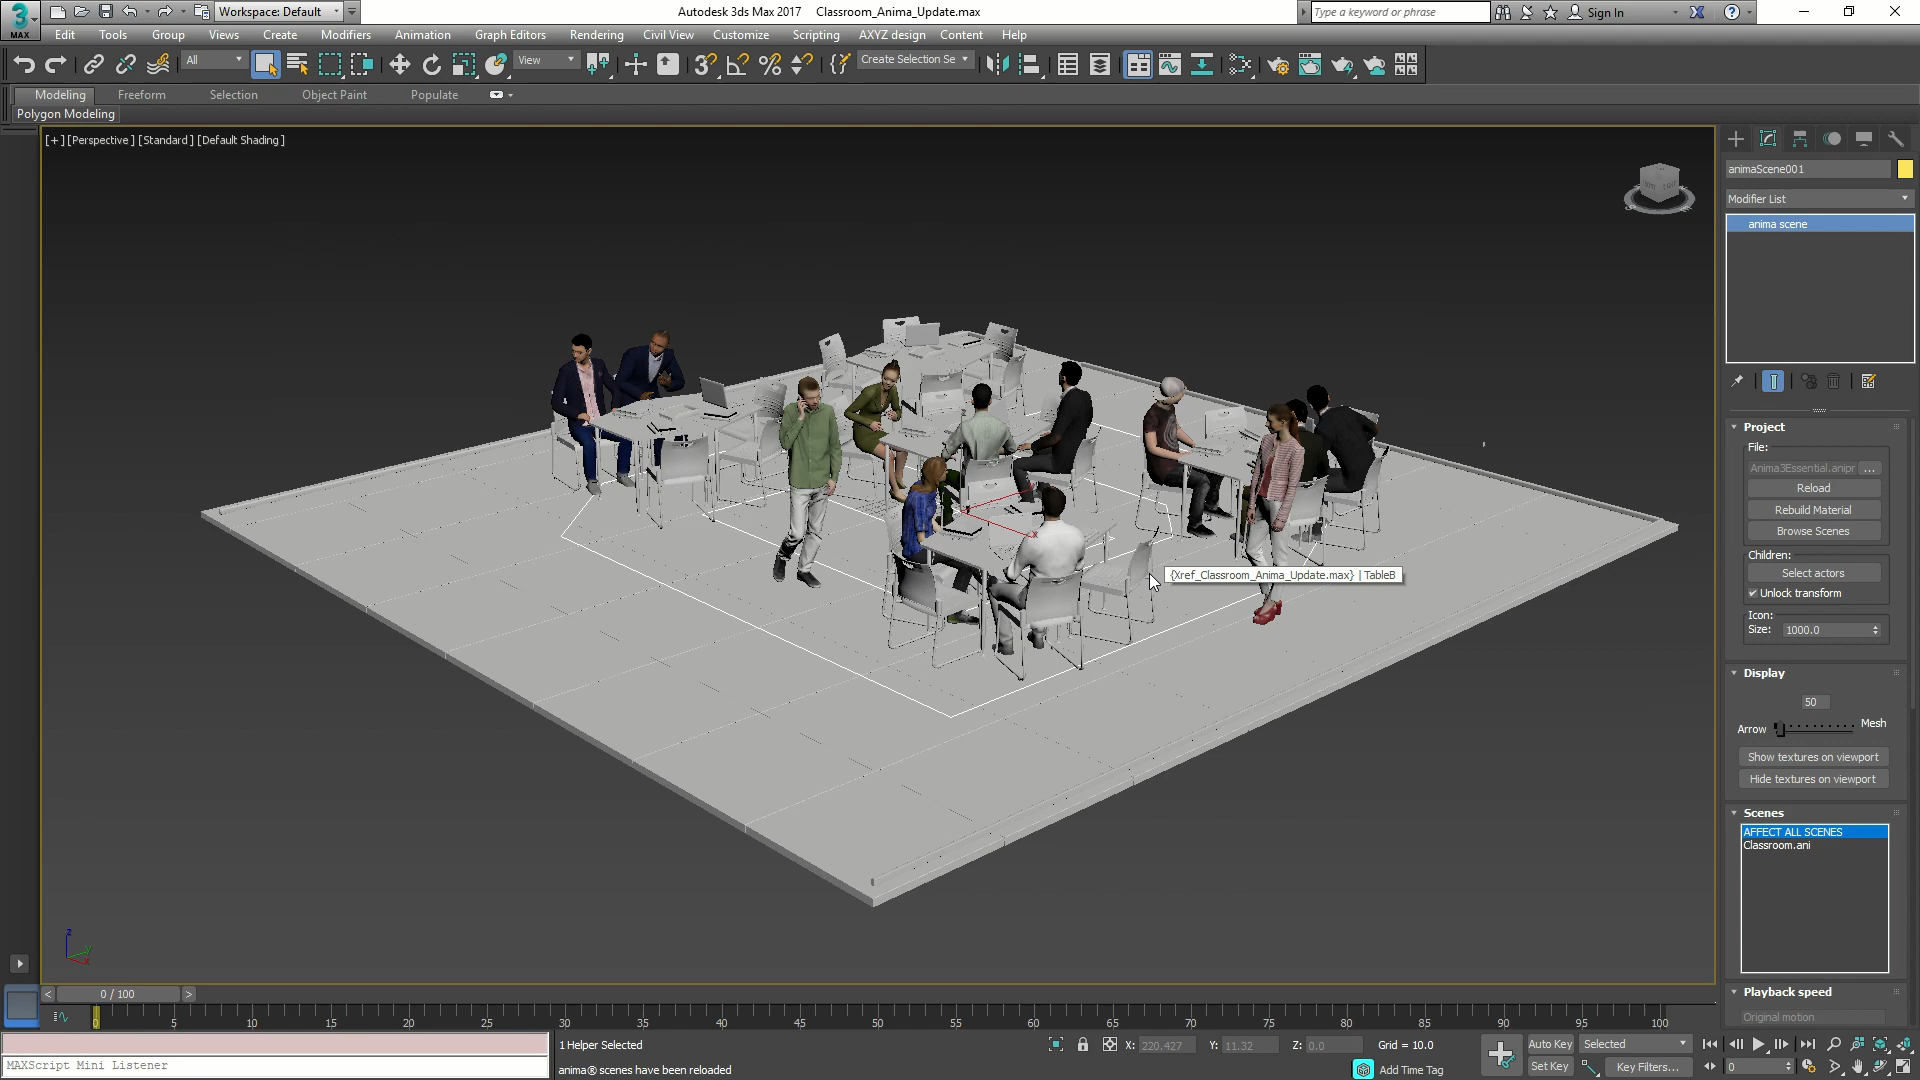 3 Workspace: Default Autodesk 3ds Max 2017 Classroom_Anima_Update.max Type a keyword or phrase Sign In
MAX
Edit Tools Group Views Create Modifiers Animation Graph Editors Rendering Civil View Customize Scripting AXYZ design Content Help
All View 3 Create Selection Se
Modeling Freeform Selection Object Paint Populate
Polygon Modeling
[+] [Perspective] [Standard] [Default Shading]
animaScene001
Modifier List
anima scene
Project
File:
Anima3Essential.anipr ...
Reload
Rebuild Material
Browse Scenes
Children:
Select actors
Unlock transform
Icon:
Size: 1000.0
{Xref_Classroom_Anima_Update.max} | TableB
x
Display
50
Arrow Mesh
Show textures on viewport
Hide textures on viewport
Scenes
AFFECT ALL SCENES
Classroom.ani
Playback speed
Original motion
z
y
x
< 0 / 100 >
0 5 10 15 20 25 30 35 40 45 50 55 60 65 70 75 80 85 90 95 100
1 Helper Selected X: 220.427 Y: 11.32 Z: 0.0 Grid = 10.0 Auto Key Selected
MAXScript Mini Listener anima® scenes have been reloaded Add Time Tag Set Key Key Filters... 0